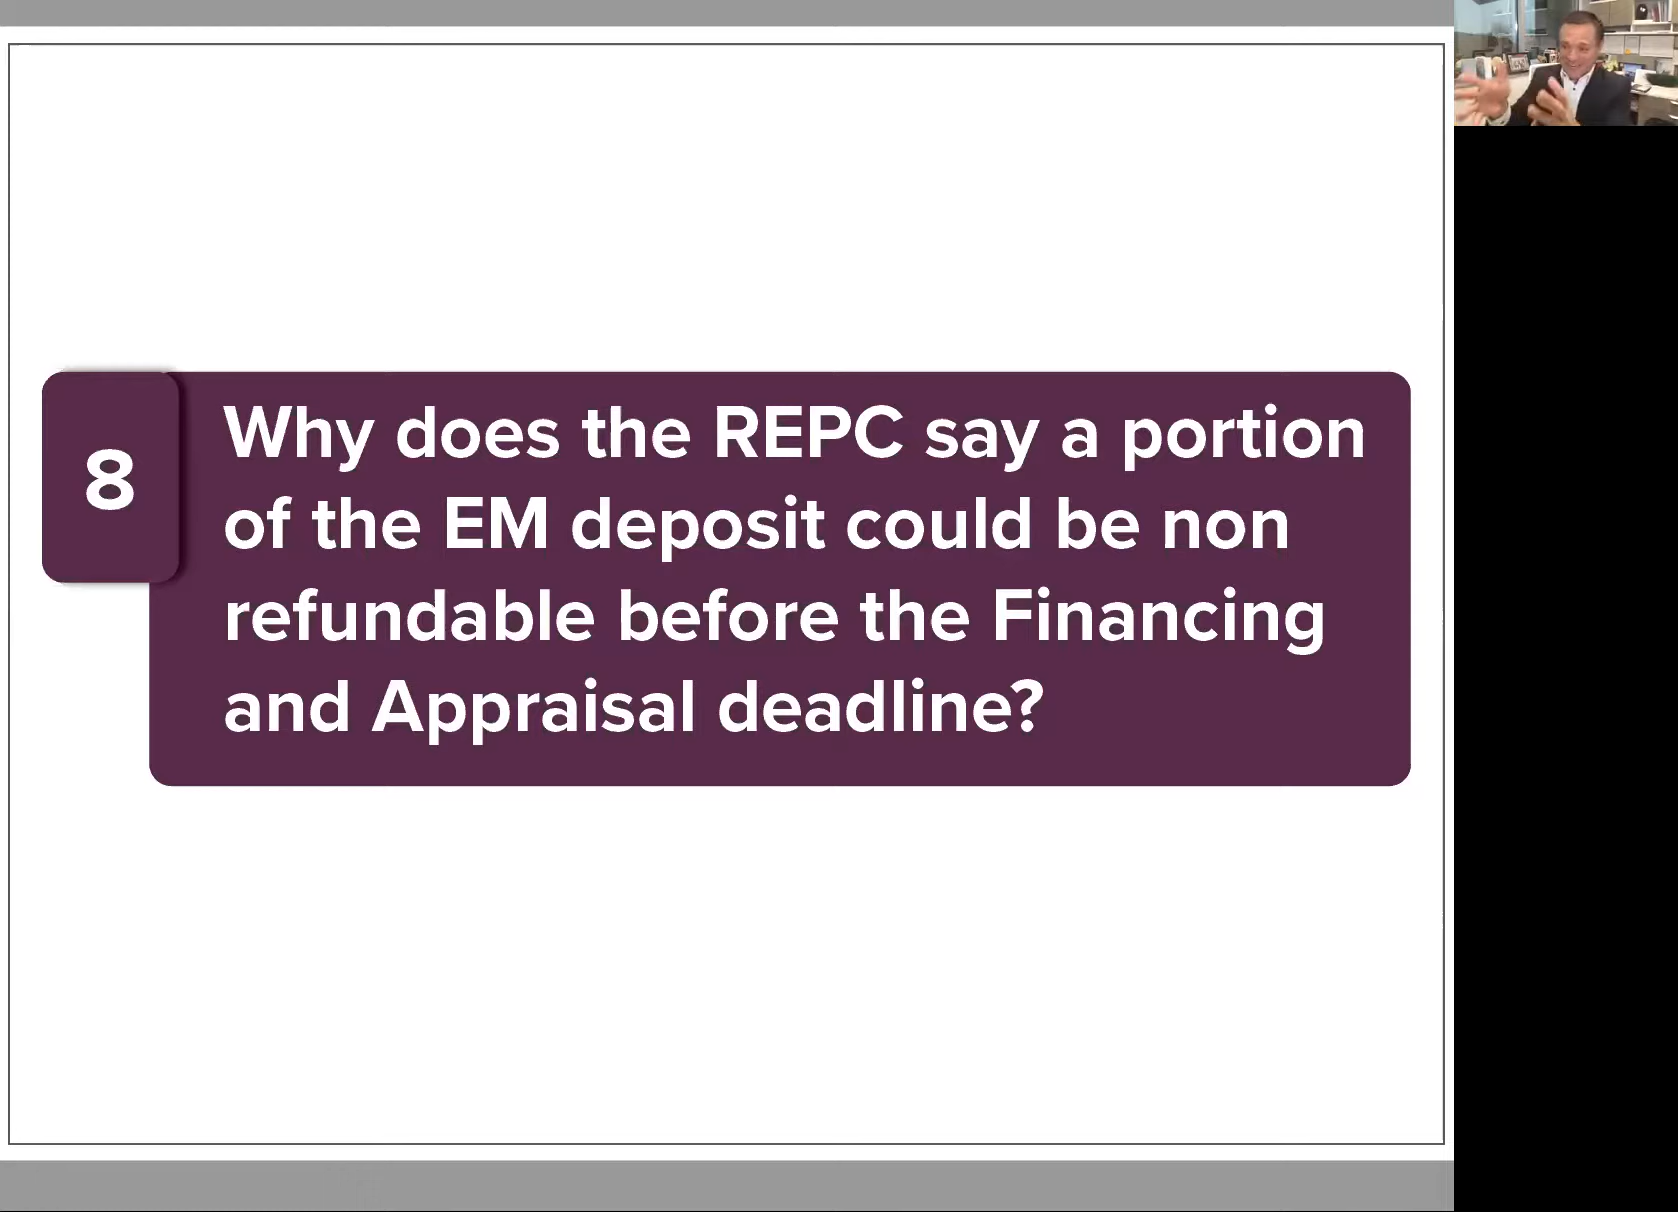 8
Why does the REPC say a portion
of the EM deposit could be non
refundable before the Financing
and Appraisal deadline?